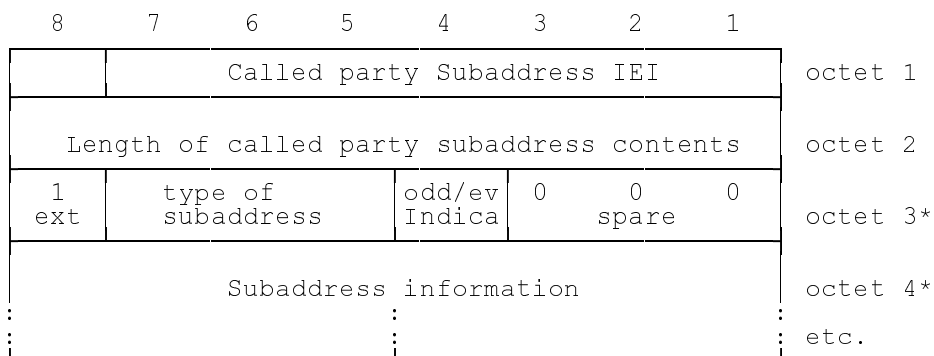 8 7 6 5 4 3 2 1
Called party Subaddress IEI octet 1
Length of called party subaddress contents octet 2
1 type of odd/ev 0 0 0
ext subaddress Indica spare octet 3*
Subaddress information octet 4*
: : :
: : : etc.